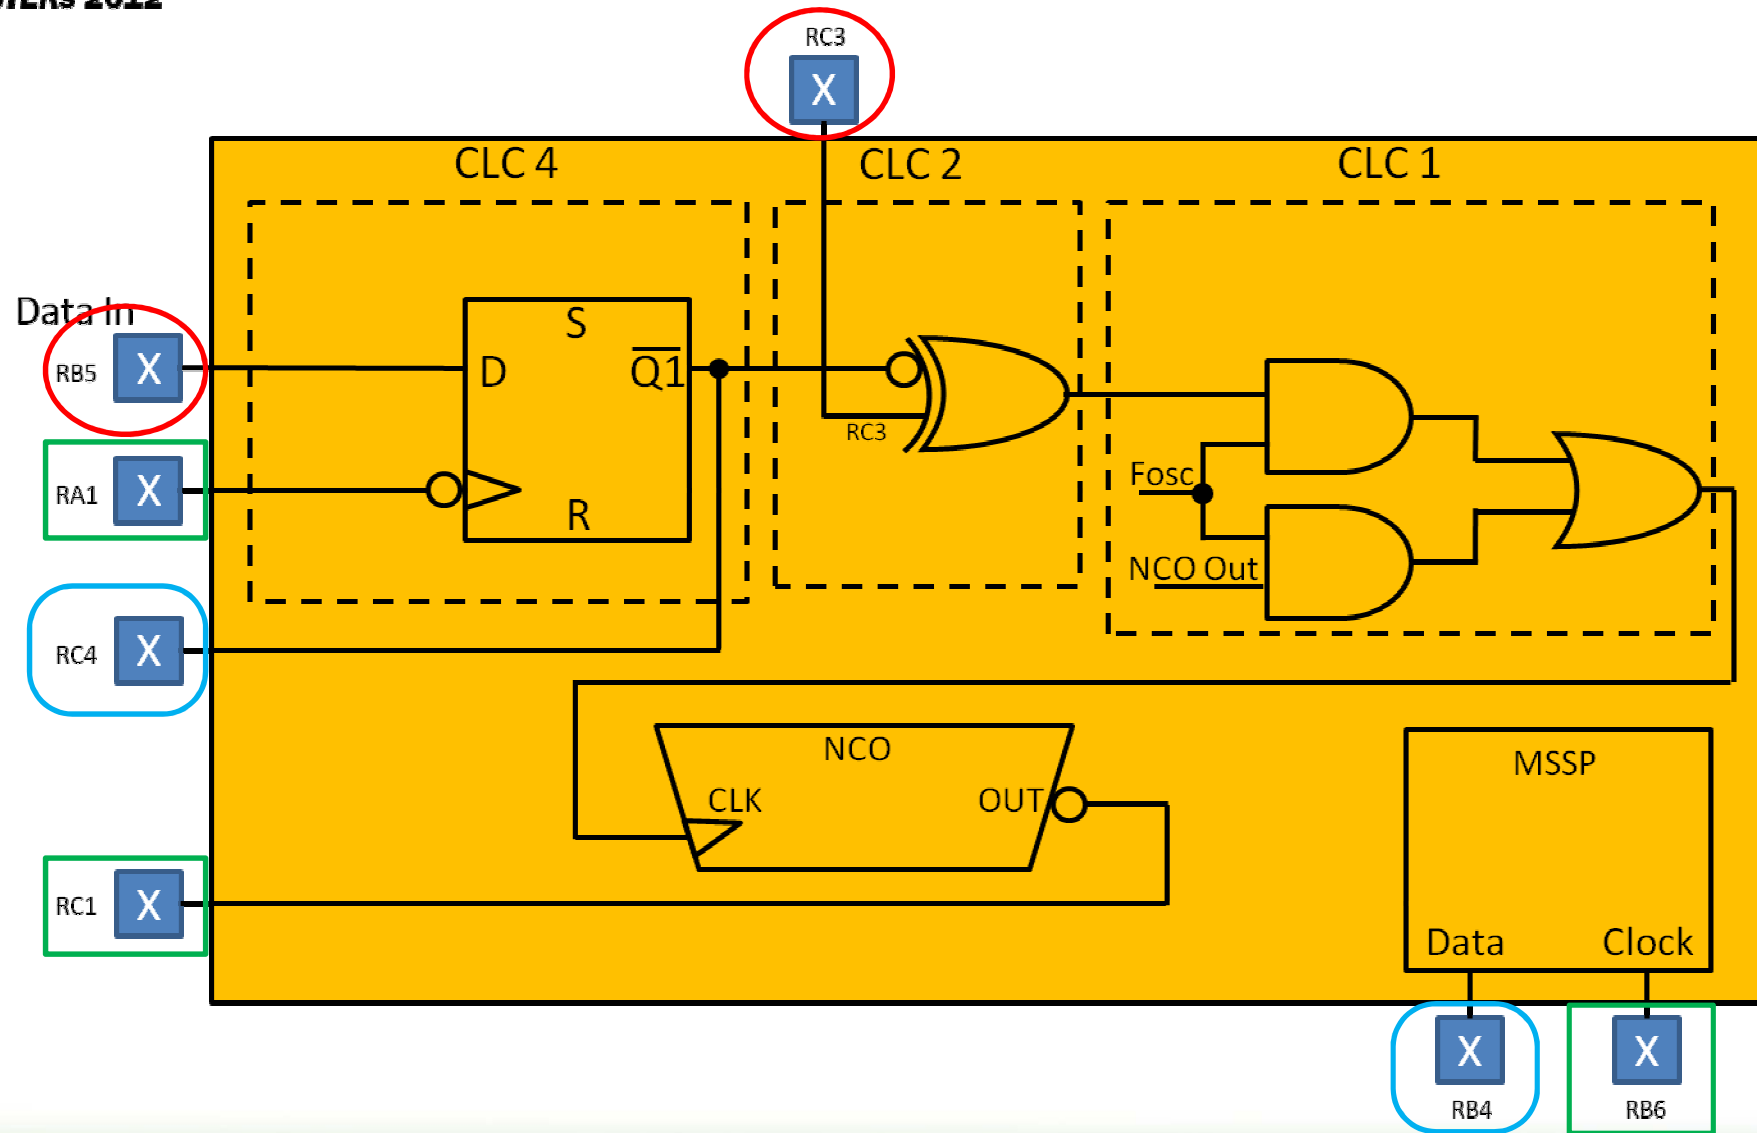 2012
RC3
X
CLC 4
CLC 2
CLC 1
Data In
RB5
X
S
D
Q1
RC3
RA1
X
R
Fosc
NCO Out
RC4
X
NCO
CLK
OUT
MSSP
RC1
X
Data
Clock
X
X
RB4
RB6